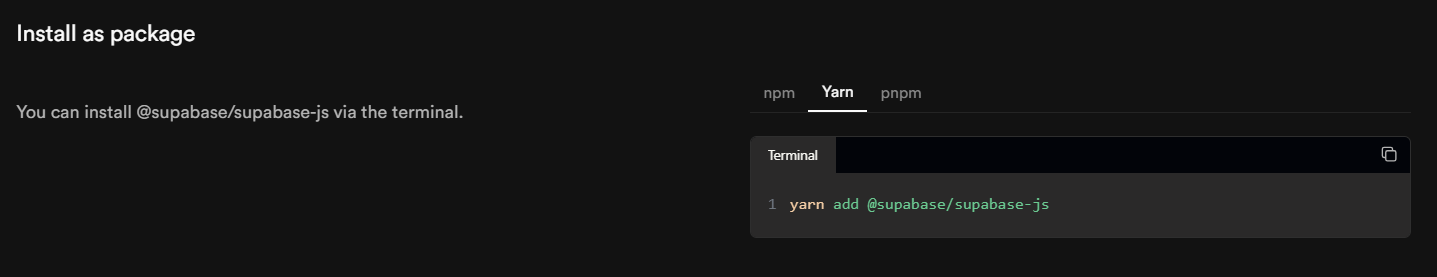 Install as package
You can install @supabase/supabase-js via the terminal.
npm Yarn pnpm
Terminal
1 yarn add @supabase/supabase-js